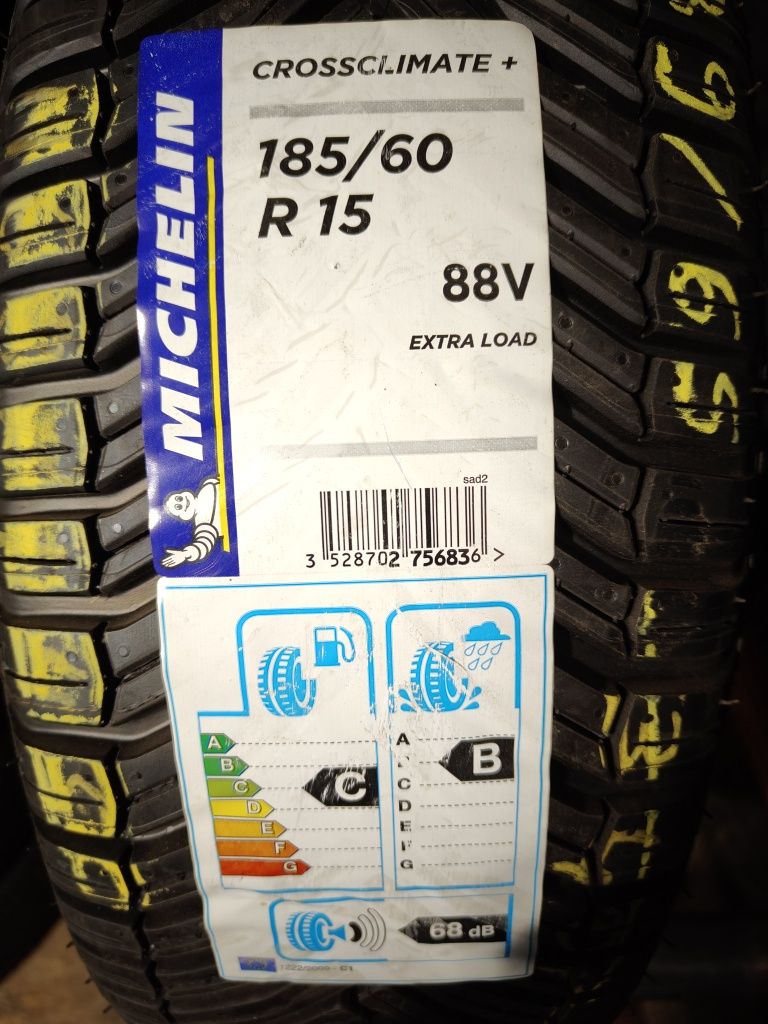 MICHELIN
CROSSCLIMATE +
185/60
R 15
88V
EXTRA LOAD
sad2
3 528702 756836 >
A
B
C
D
E
F
G
C
A
C
D
E
F
G
B
68 dB
1222/2009 - C1